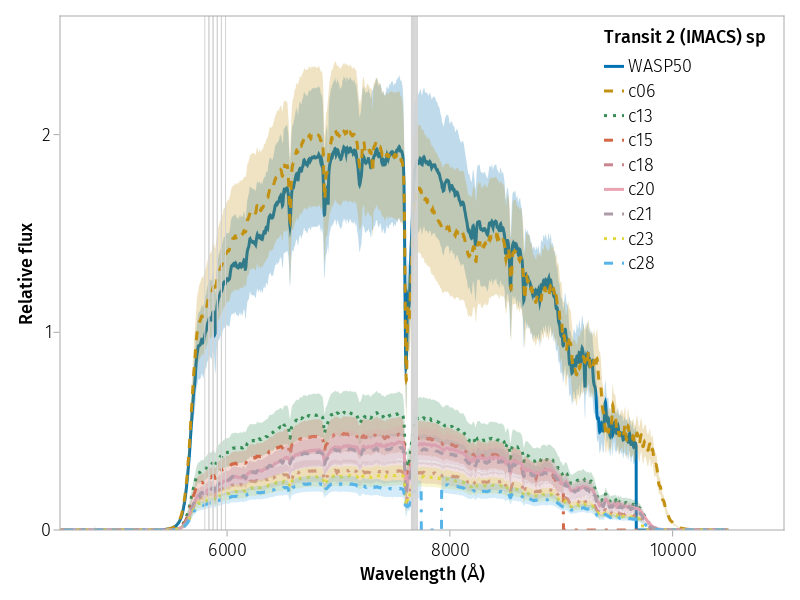 Transit 2 (IMACS) sp
WASP50
c06
c13
c15
c18
c20
c21
c23
c28
Relative flux
2
1
0
6000
8000
10000
Wavelength (Å)